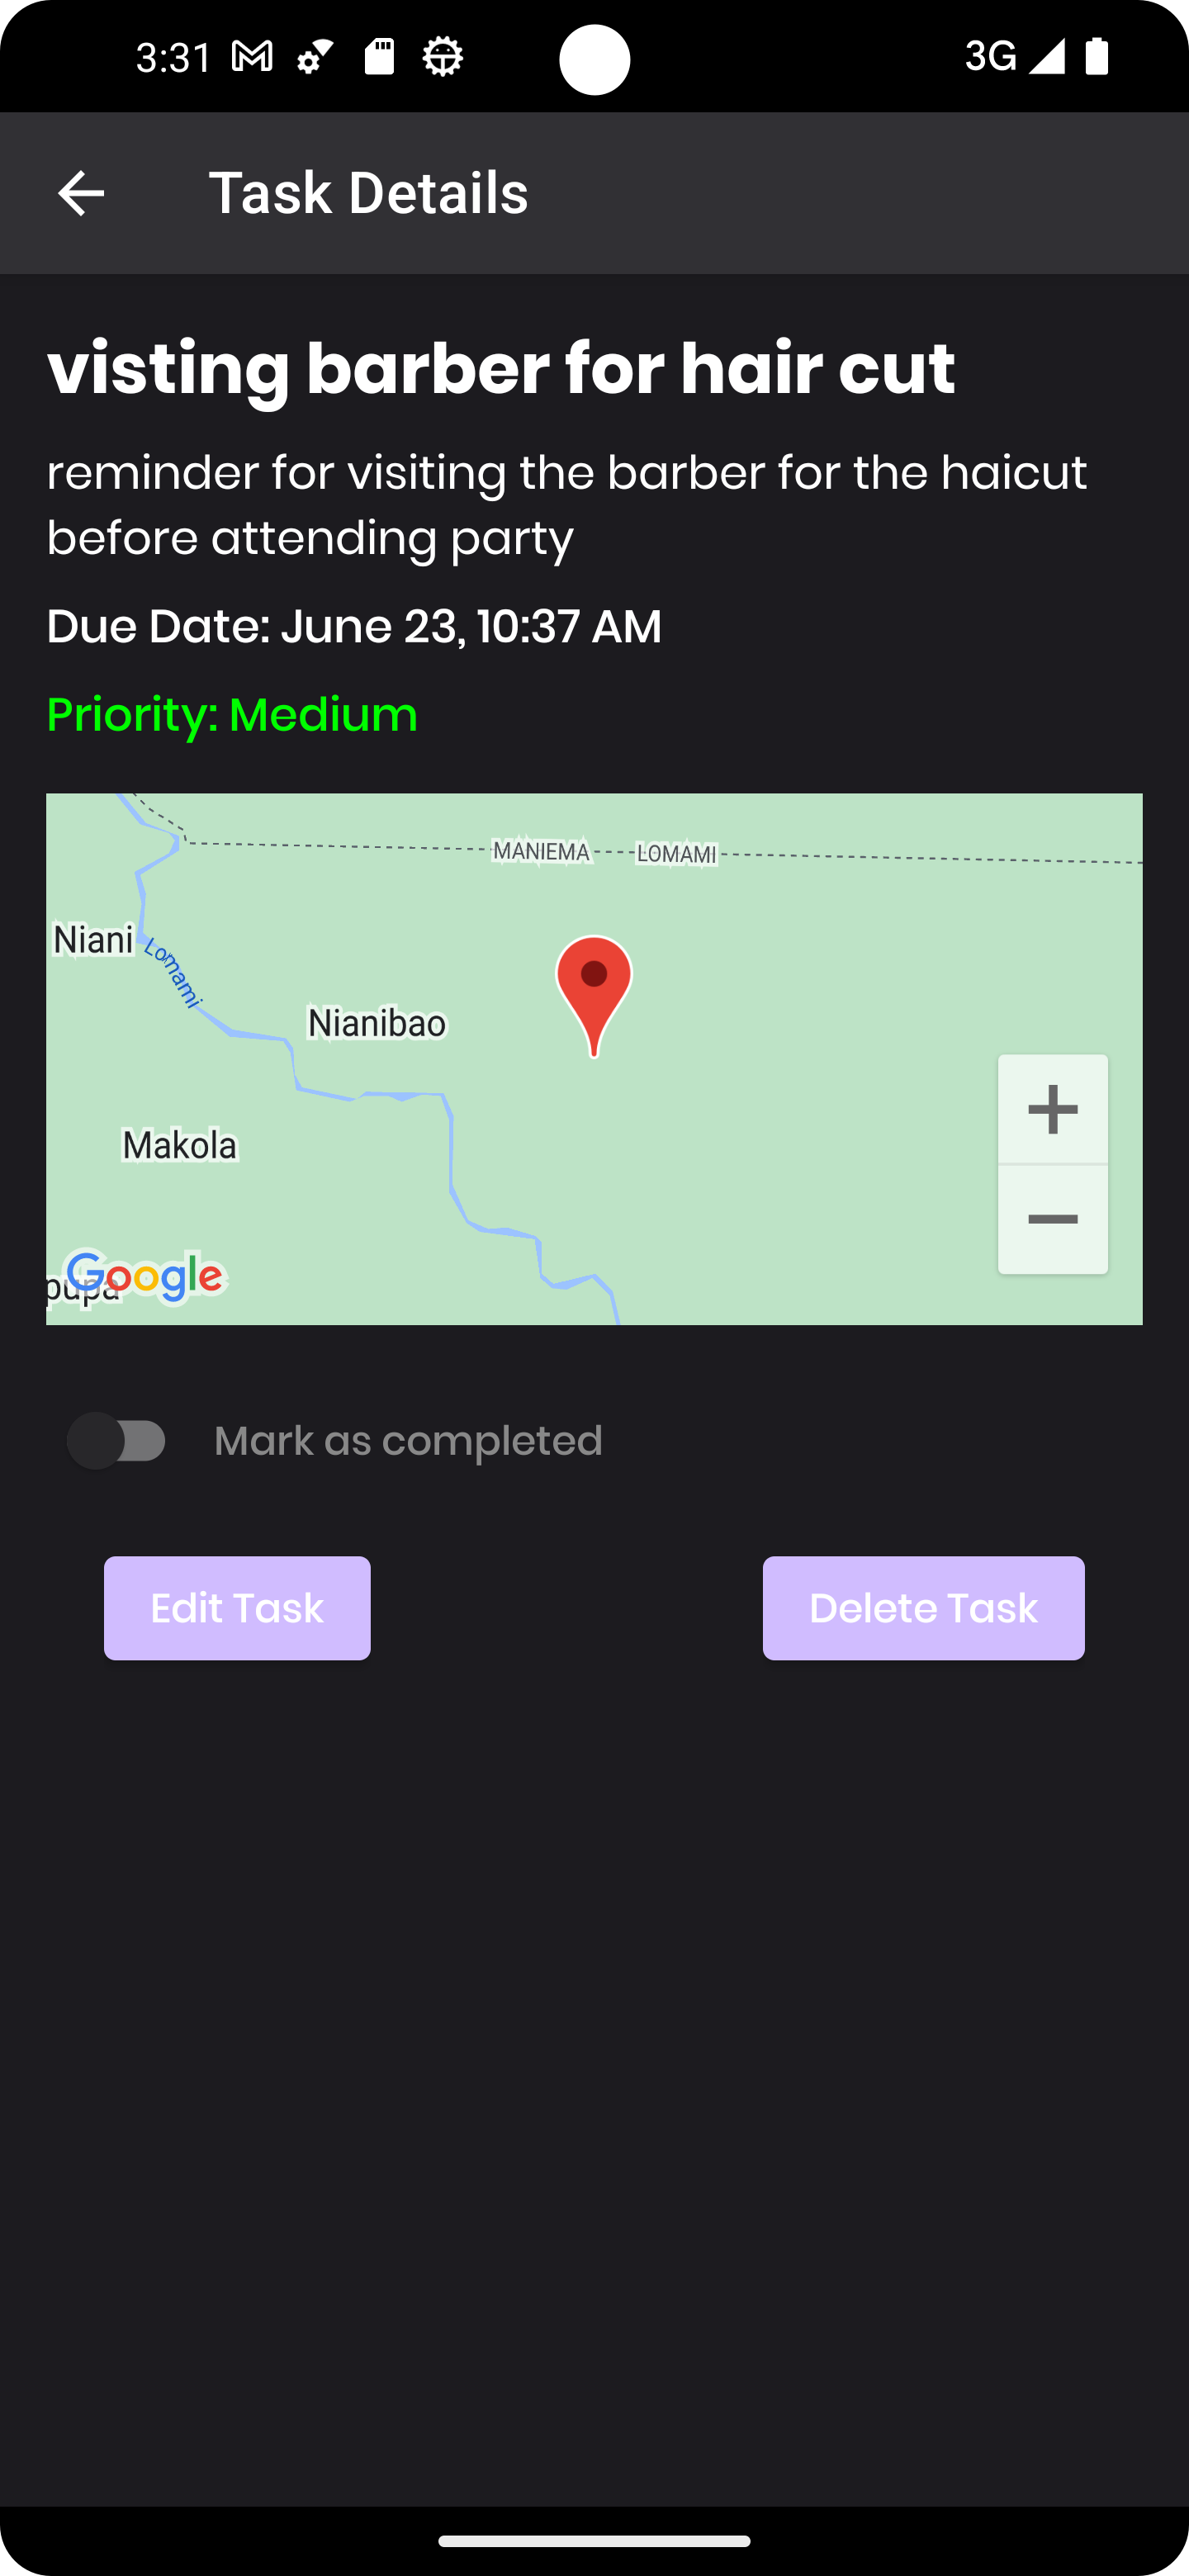 3:31 3G
Task Details
visting barber for hair cut
reminder for visiting the barber for the haicut
before attending party
Due Date: June 23, 10:37 AM
Priority: Medium
MANIEMA LOMAMI
Niani
Lomami
Nianibao
Makola
pupa
Google
Mark as completed
Edit Task Delete Task